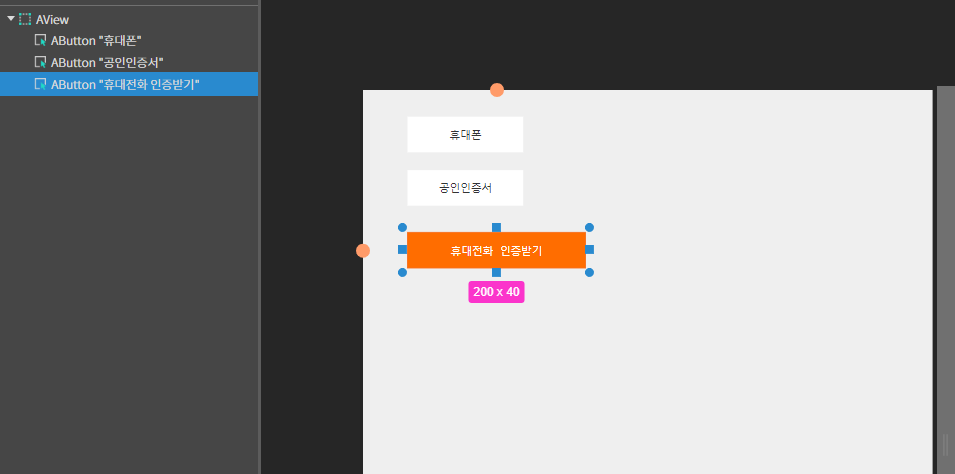 AView
AButton "휴대폰"
AButton "공인인증서"
AButton "휴대전화 인증받기"
휴대폰
공인인증서
휴대전화 인증받기
200 x 40